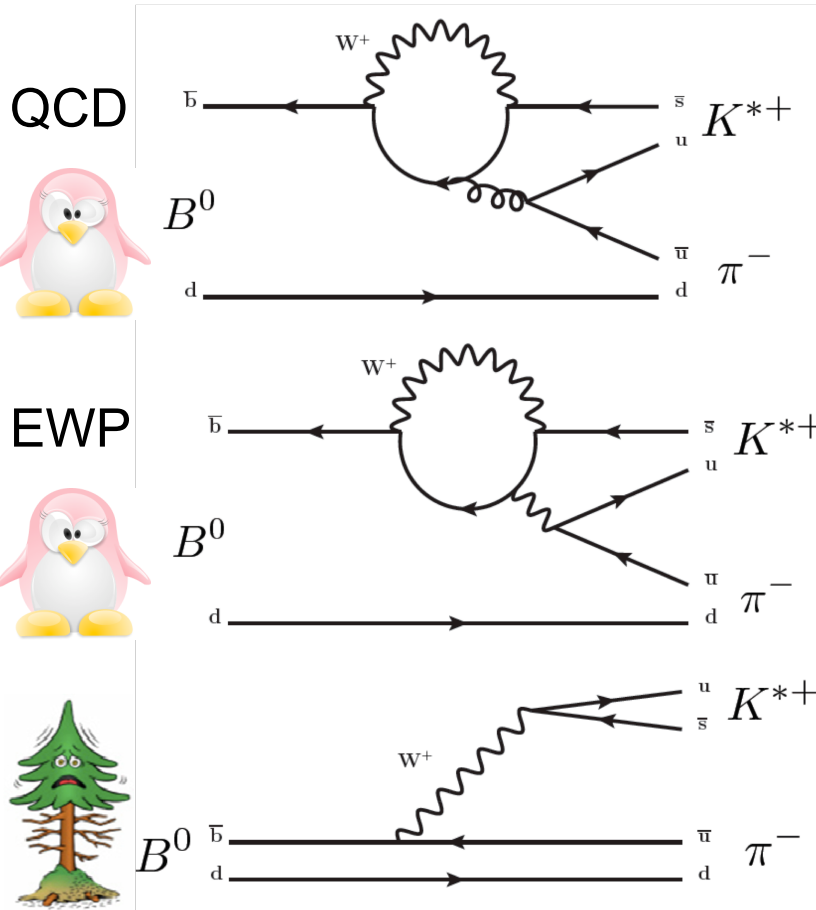 W⁺
QCD
b̅ s̅ K*⁺
u
B⁰
u̅ π⁻
d d
W⁺
EWP
b̅ s̅ K*⁺
u
B⁰
u̅ π⁻
d d
u K*⁺
s̅
W⁺
B⁰ b̅ u̅ π⁻
d d